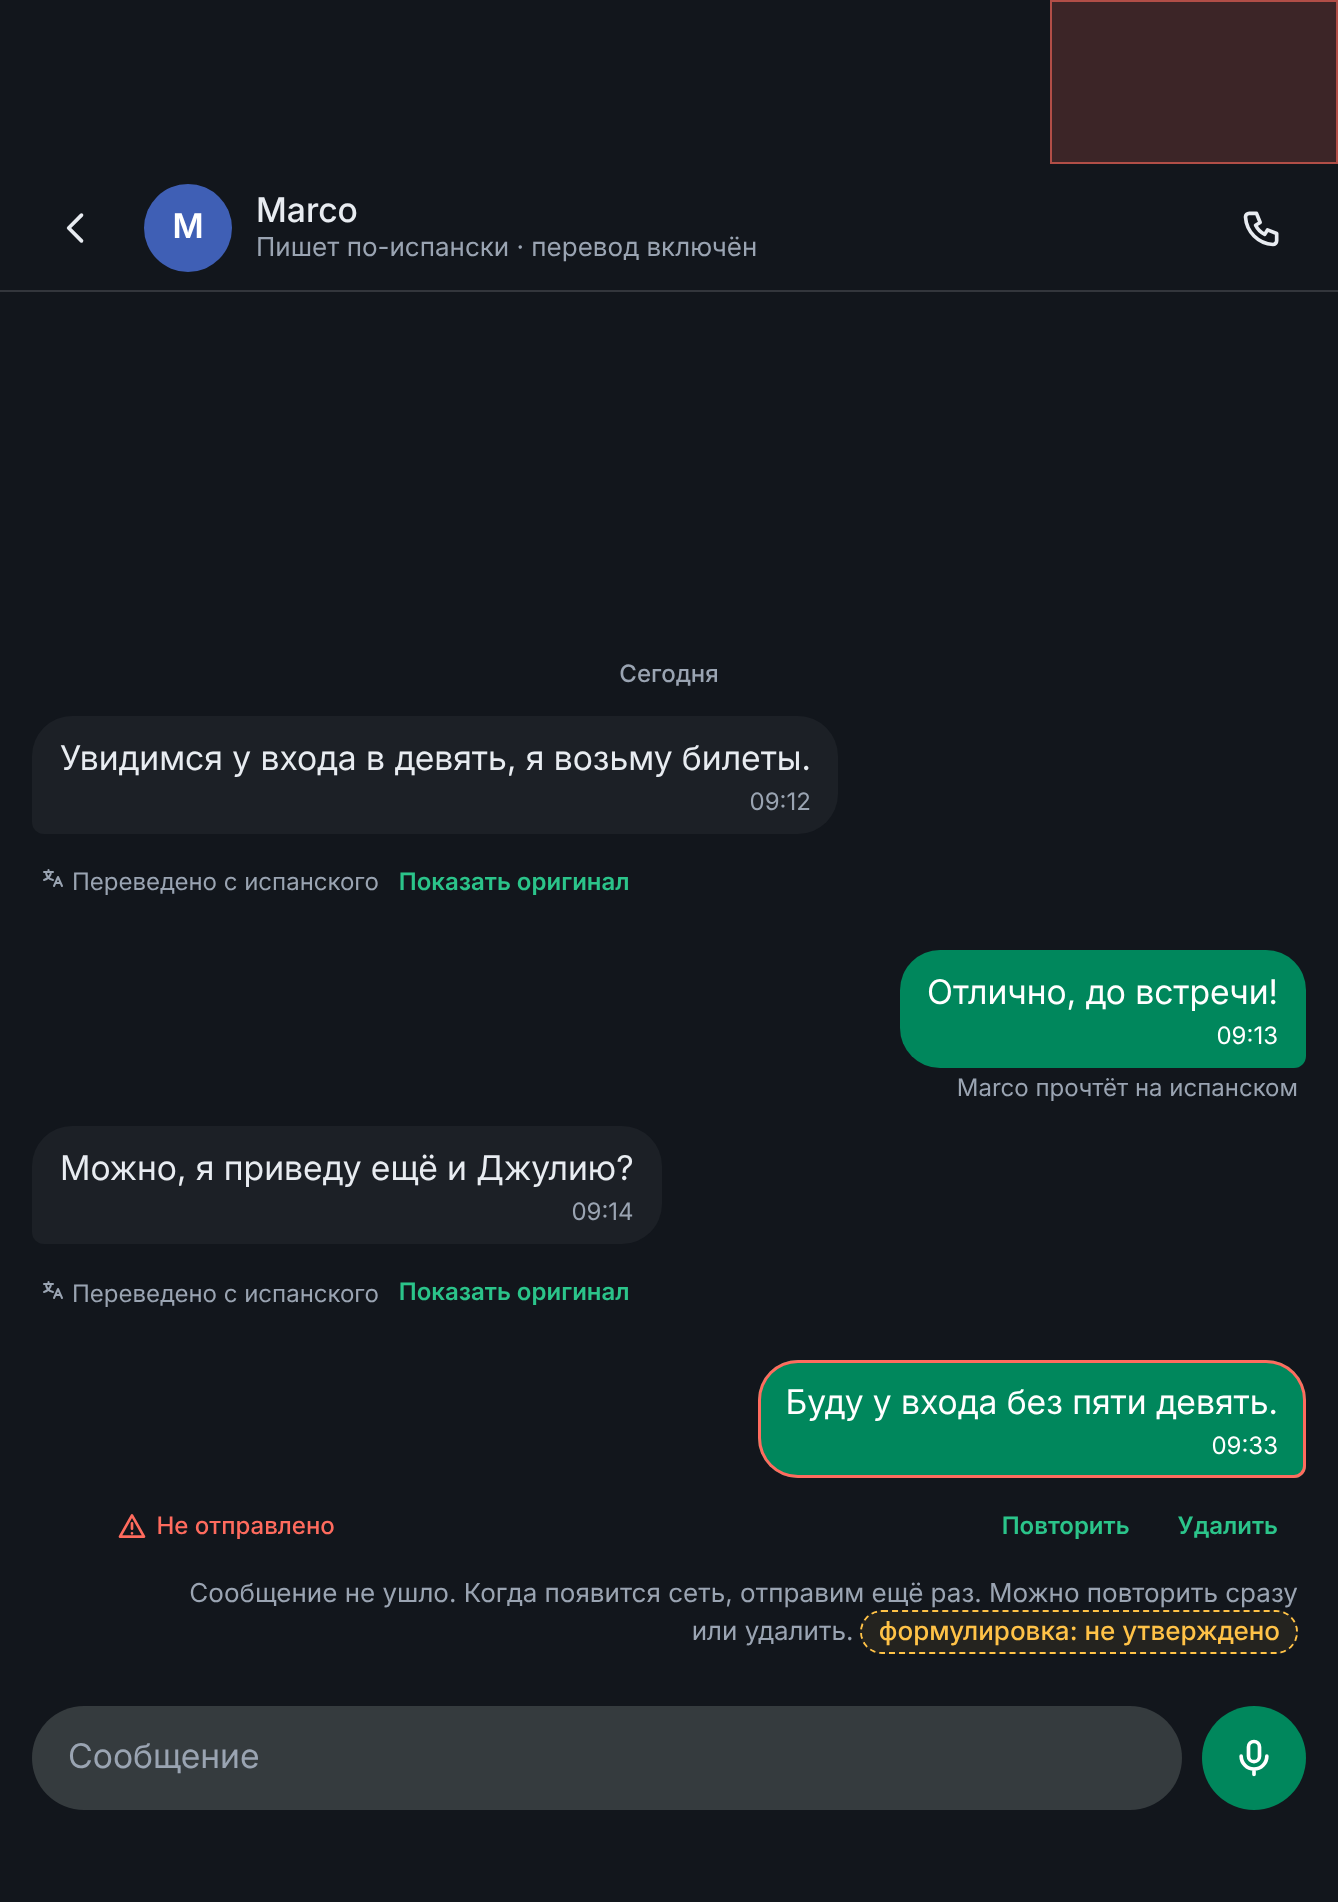 M
Marco
Пишет по-испански · перевод включён
Сегодня
Увидимся у входа в девять, я возьму билеты.
09:12
Переведено с испанского Показать оригинал
Отлично, до встречи!
09:13
Marco прочтёт на испанском
Можно, я приведу ещё и Джулию?
09:14
Переведено с испанского Показать оригинал
Буду у входа без пяти девять.
09:33
Не отправлено Повторить Удалить
Сообщение не ушло. Когда появится сеть, отправим ещё раз. Можно повторить сразу
или удалить. формулировка: не утверждено
Сообщение